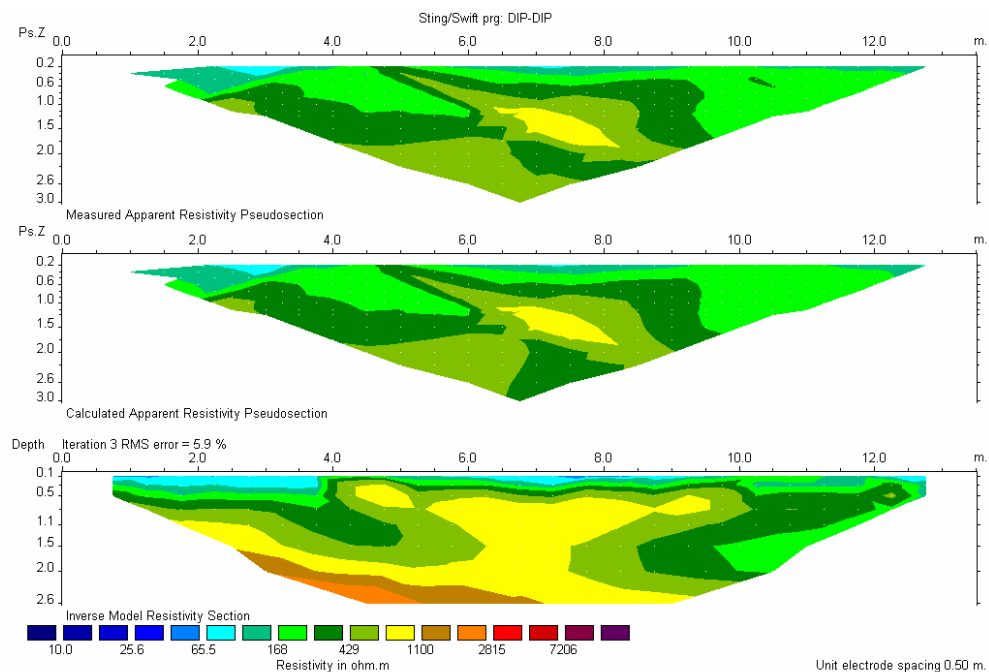 Sting/Swift prg: DIP-DIP
Ps.Z
0.0 2.0 4.0 6.0 8.0 10.0 12.0 m.
0.2
0.6
1.0
1.5
2.0
2.6
3.0
Measured Apparent Resistivity Pseudosection
Ps.Z
0.0 2.0 4.0 6.0 8.0 10.0 12.0 m.
0.2
0.6
1.0
1.5
2.0
2.6
3.0
Calculated Apparent Resistivity Pseudosection
Depth Iteration 3 RMS error = 5.9 %
0.0 2.0 4.0 6.0 8.0 10.0 12.0 m.
0.1
0.5
1.1
1.5
2.0
2.6
Inverse Model Resistivity Section
10.0 25.6 65.5 168 429 1100 2815 7206
Resistivity in ohm.m Unit electrode spacing 0.50 m.